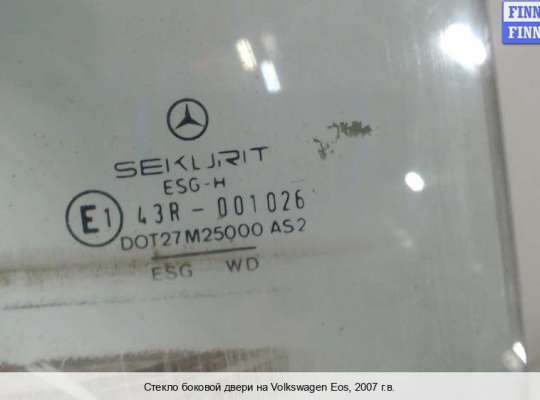 FINN
FINN
SEKURIT
ESG-H
E1 43R - 001026
DOT27M25000 AS2
ESG WD
Стекло боковой двери на Volkswagen Eos, 2007 г.в.